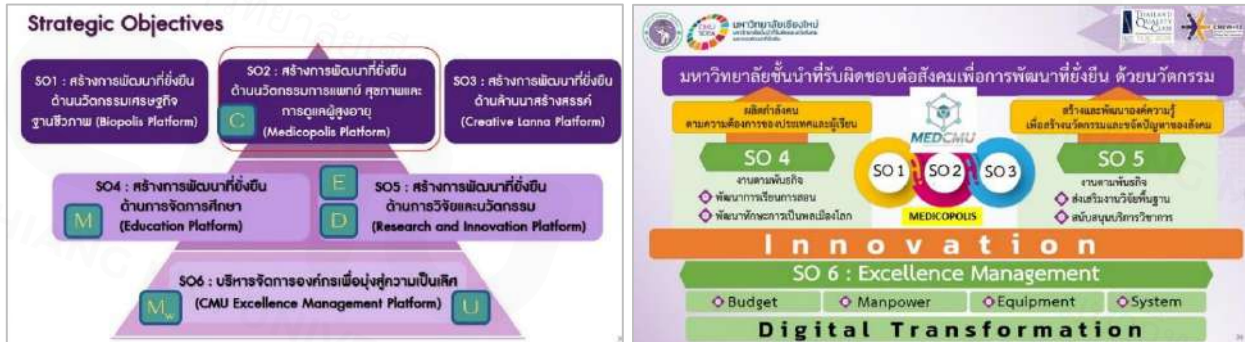 Strategic Objectives
SO1 : สร้างการพัฒนาที่ยั่งยืน
ด้านนวัตกรรมเศรษฐกิจ
ฐานชีวภาพ (Biopolis Platform)
SO2 : สร้างการพัฒนาที่ยั่งยืน
ด้านนวัตกรรมการแพทย์ สุขภาพและ
การดูแลผู้สูงอายุ
(Medicopolis Platform)
C
SO3 : สร้างการพัฒนาที่ยั่งยืน
ด้านล้านนาสร้างสรรค์
(Creative Lanna Platform)
SO4 : สร้างการพัฒนาที่ยั่งยืน
ด้านการจัดการศึกษา
(Education Platform)
M
E
D
SO5 : สร้างการพัฒนาที่ยั่งยืน
ด้านการวิจัยและนวัตกรรม
(Research and Innovation Platform)
SO6 : บริหารจัดการองค์กรเพื่อมุ่งสู่ความเป็นเลิศ
(CMU Excellence Management Platform)
Mw
U
CMU
SDGs
มหาวิทยาลัยเชียงใหม่
THAILAND
QUALITY
CLASS
มหาวิทยาลัยชั้นนำที่รับผิดชอบต่อสังคมเพื่อการพัฒนาที่ยั่งยืน ด้วยนวัตกรรม
ผลิตกำลังคน
ตามความต้องการของประเทศและผู้เรียน
MEDCMU
สร้างและพัฒนาองค์ความรู้
เพื่อสร้างนวัตกรรมและขจัดปัญหาของสังคม
SO 4
งานตามพันธกิจ
พัฒนาการเรียนการสอน
พัฒนาทักษะการเป็นพลเมืองโลก
SO 1
SO 2
SO 3
MEDICOPOLIS
SO 5
งานตามพันธกิจ
ส่งเสริมงานวิจัยพื้นฐาน
สนับสนุนบริการวิชาการ
Innovation
SO 6 : Excellence Management
Budget
Manpower
Equipment
System
Digital Transformation